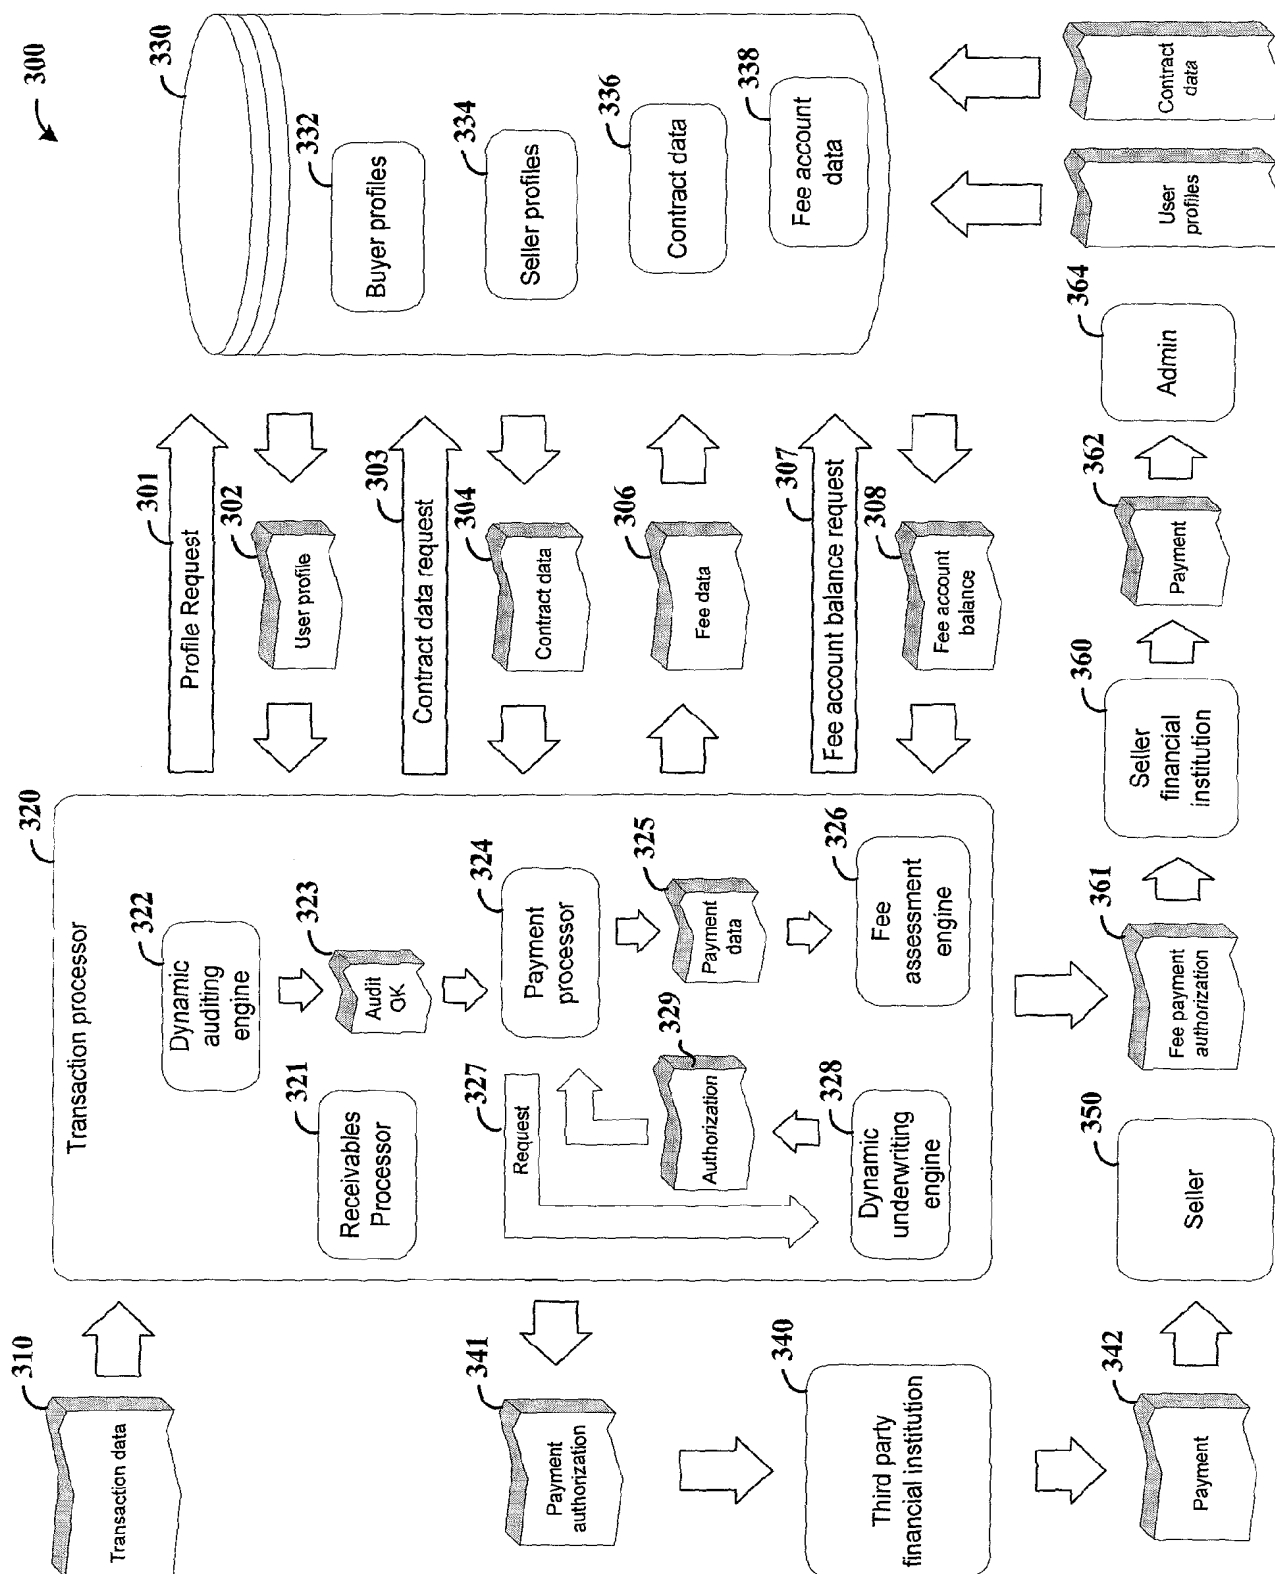 300
310
Transaction data
320
Transaction processor
322
Dynamic
auditing
engine
323
Audit
OK
321
Receivables
Processor
324
Payment
processor
325
Payment
data
326
Fee
assessment
engine
327
Request
329
Authorization
328
Dynamic
underwriting
engine
301
Profile Request
302
User profile
303
Contract data request
304
Contract data
306
Fee data
307
Fee account balance request
308
Fee account
balance
330
332
Buyer profiles
334
Seller profiles
336
Contract data
338
Fee account
data
341
Payment
authorization
340
Third party
financial institution
342
Payment
350
Seller
361
Fee payment
authorization
360
Seller
financial
institution
362
Payment
364
Admin
User
profiles
Contract
data